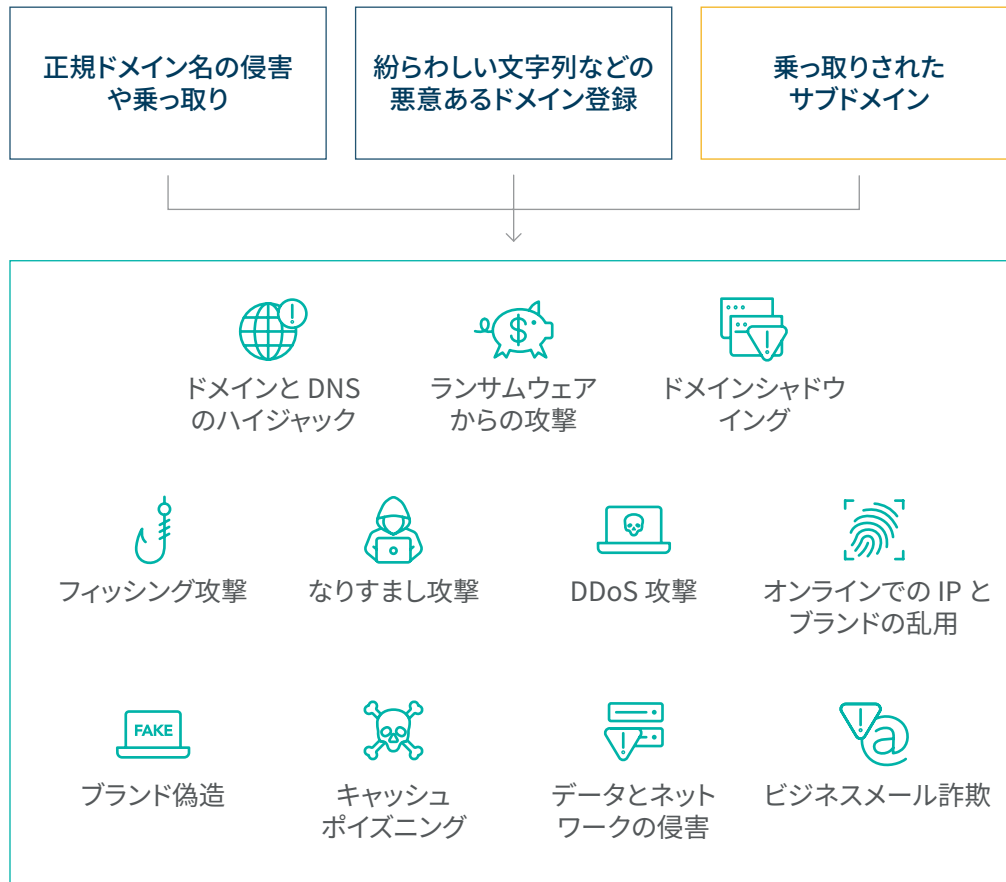 正規ドメイン名の侵害
や乗っ取り
紛らわしい文字列などの
悪意あるドメイン登録
乗っ取りされた
サブドメイン
ドメインと DNS
のハイジャック
ランサムウェア
からの攻撃
ドメインシャドウ
イング
フィッシング攻撃
なりすまし攻撃
DDoS 攻撃
オンラインでの IP と
ブランドの乱用
FAKE
ブランド偽造
キャッシュ
ポイズニング
データとネット
ワークの侵害
ビジネスメール詐欺